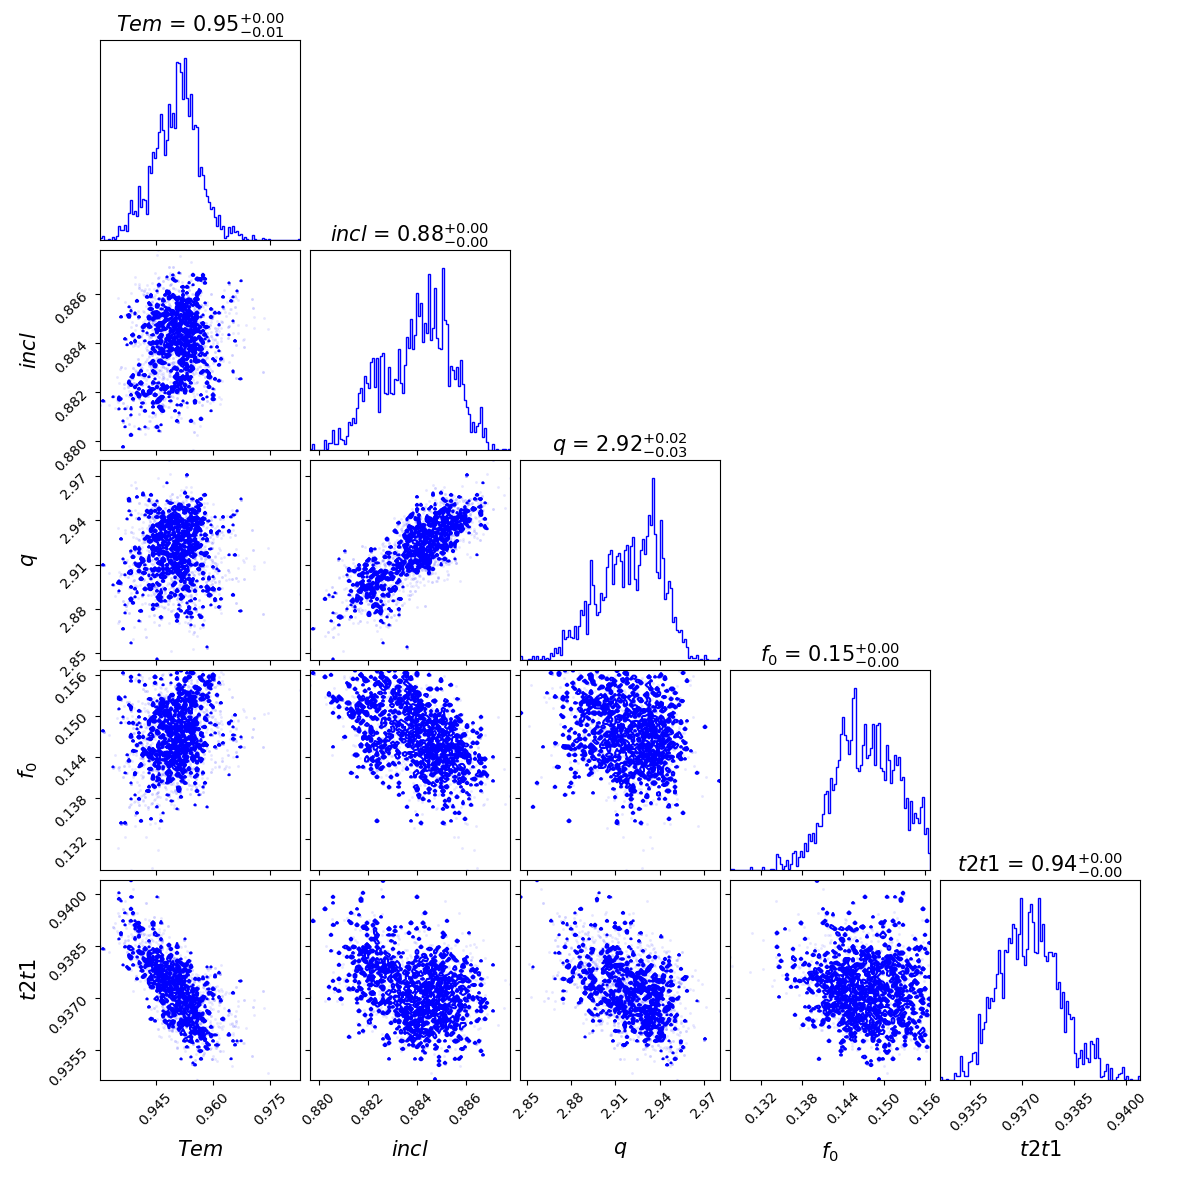 Tem = 0.95+0.00 −0.01
incl = 0.88+0.00 −0.00
0.886
0.884
0.882
0.880
incl
q = 2.92+0.02 −0.03
2.97
2.94
2.91
2.88
2.85
q
f0 = 0.15+0.00 −0.00
0.156
0.150
0.144
0.138
0.132
f0
t2t1 = 0.94+0.00 −0.00
0.9400
0.9385
0.9370
0.9355
t2t1
0.945 0.960 0.975 0.880 0.882 0.884 0.886 2.85 2.88 2.91 2.94 2.97 0.132 0.138 0.144 0.150 0.156 0.9355 0.9370 0.9385 0.9400
Tem incl q f0 t2t1